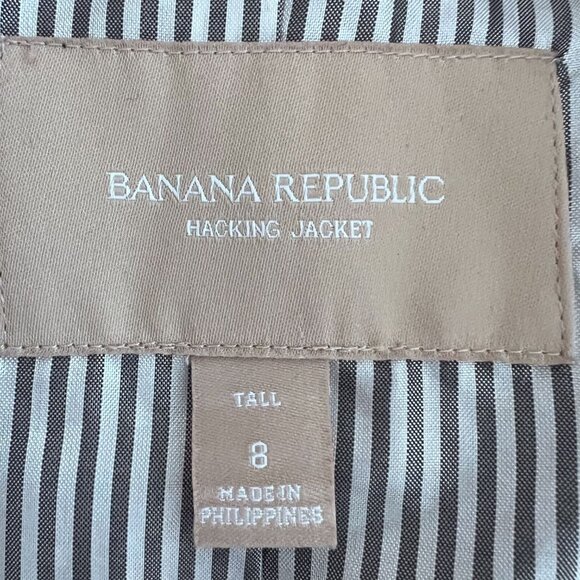 BANANA REPUBLIC
HACKING JACKET
TALL
8
MADE IN
PHILIPPINES